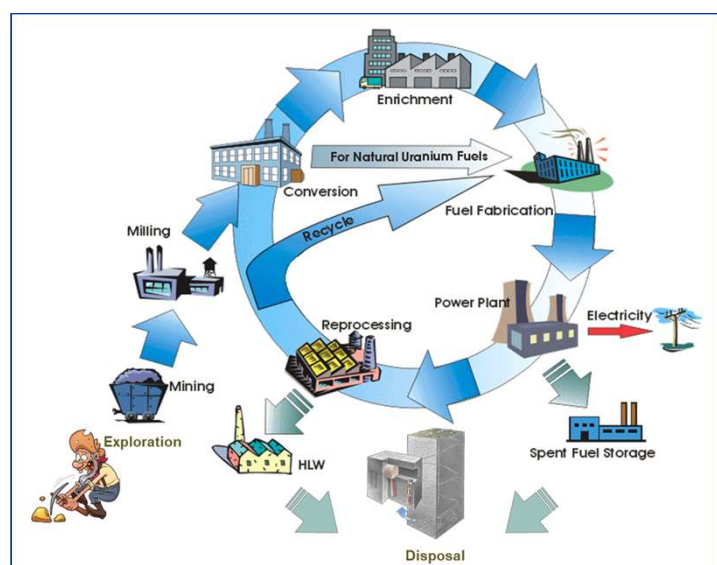 Enrichment
For Natural Uranium Fuels
Conversion
Fuel Fabrication
Recycle
Milling
Power Plant
Electricity
Reprocessing
Mining
Exploration
HLW
Spent Fuel Storage
Disposal